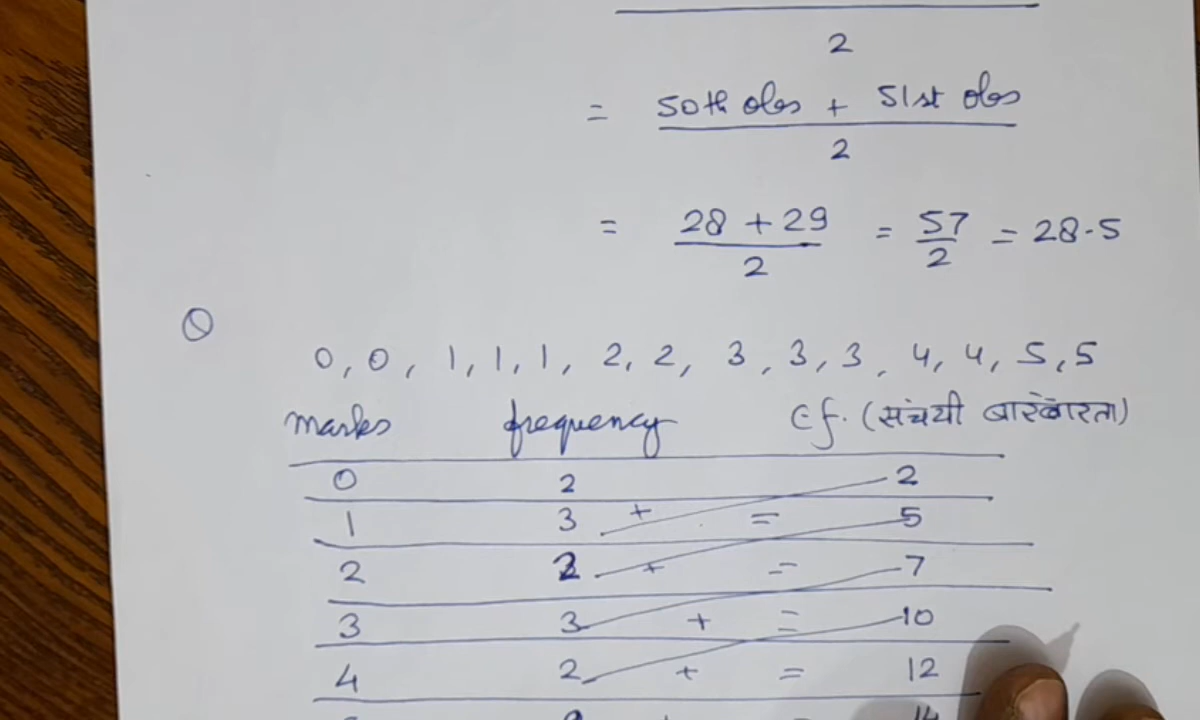 2
= 50th obs + 51st obs
2
= 28 + 29 = 57 = 28.5
2 2
Q
0, 0, 1, 1, 1, 2, 2, 3, 3, 3, 4, 4, 5, 5
marks frequency cf. (संचयी बारंबारता)
0 2 2
1 3 + = 5
2 2 + = 7
3 3 + = 10
4 2 + = 12
14